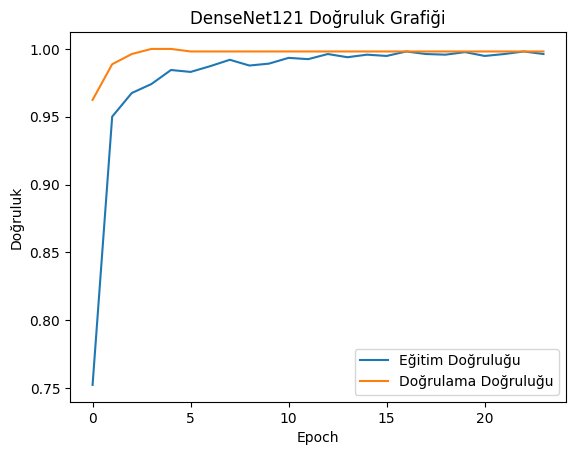 DenseNet121 Doğruluk Grafiği
1.00
0.95
0.90
0.85
0.80
0.75
Doğruluk
0
5
10
15
20
Epoch
Eğitim Doğruluğu
Doğrulama Doğruluğu